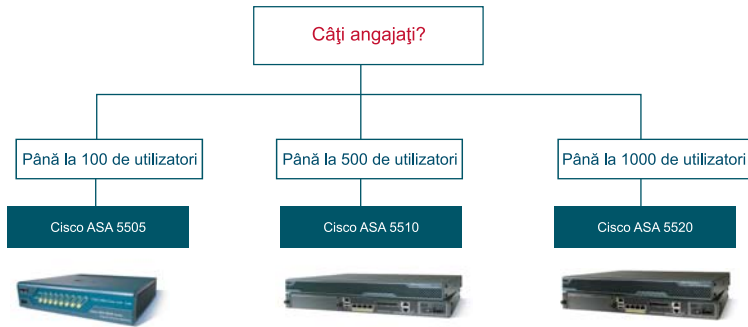 Câţi angajaţi?
Până la 100 de utilizatori
Până la 500 de utilizatori
Până la 1000 de utilizatori
Cisco ASA 5505
Cisco ASA 5510
Cisco ASA 5520